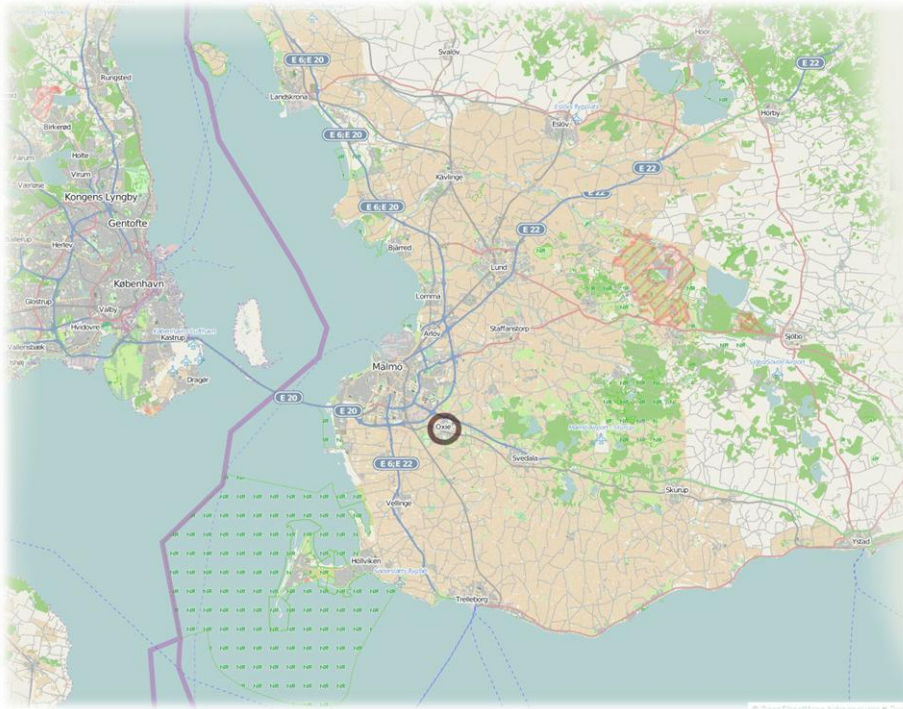 Höör
E 22
Rungsted
Svalöv
E 6;E 20
Landskrona
Hörby
Eslöv
Birkerød
E 6;E 20
Holte
Farum
Virum
Værløse
Kävlinge
Kongens Lyngby
E 22
E 6;E 20
Gentofte
E 22
Herlev
Bjärred
Lund
København
Lomma
Glostrup
Valby
Staffanstorp
Hvidovre
Arlöv
Kastrup
Sjöbo
Malmö
Dragør
E 20
E 20
Oxie
Svedala
E 6;E 22
Skurup
Vellinge
Ystad
Höllviken
Trelleborg